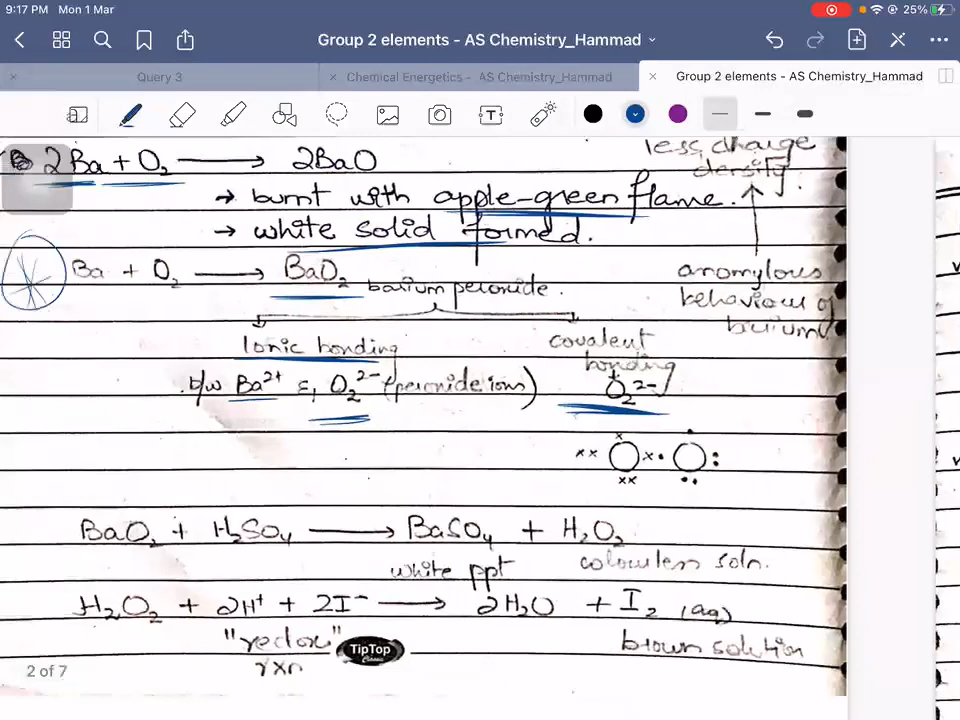 9:17 PM Mon 1 Mar 25%
Group 2 elements - AS Chemistry_Hammad
Query 3
Chemical Energetics - AS Chemistry_Hammad
Group 2 elements - AS Chemistry_Hammad
less charge
density.
2Ba + O₂ ⟶ 2BaO
→ burnt with apple-green flame.
→ white solid formed.
Ba + O₂ ⟶ BaO₂
barium peroxide.
anomylous
behaviour of
barium
Ionic bonding
b/w Ba²⁺ & O₂²⁻ (peroxide ions)
covalent
bonding
O₂²⁻
BaO₂ + H₂SO₄ ⟶ BaSO₄ + H₂O₂
white ppt colourless soln.
H₂O₂ + 2H⁺ + 2I⁻ ⟶ 2H₂O + I₂ (aq)
"redox"
rxn
brown solution
TipTop
2 of 7